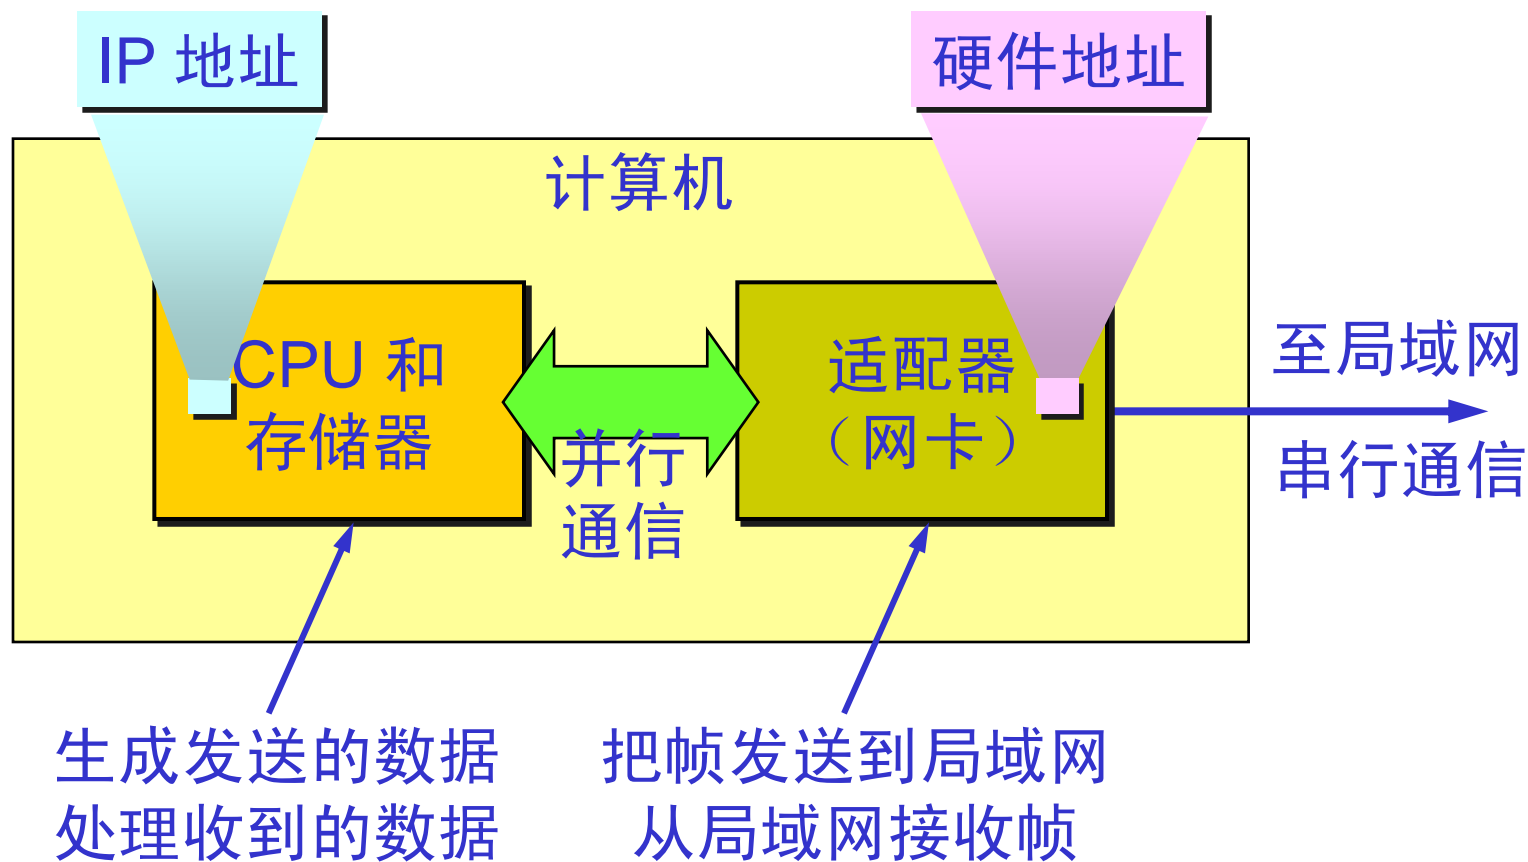 IP 地址
硬件地址
计算机
CPU 和
存储器
并行
通信
适配器
（网卡）
至局域网
串行通信
生成发送的数据
处理收到的数据
把帧发送到局域网
从局域网接收帧